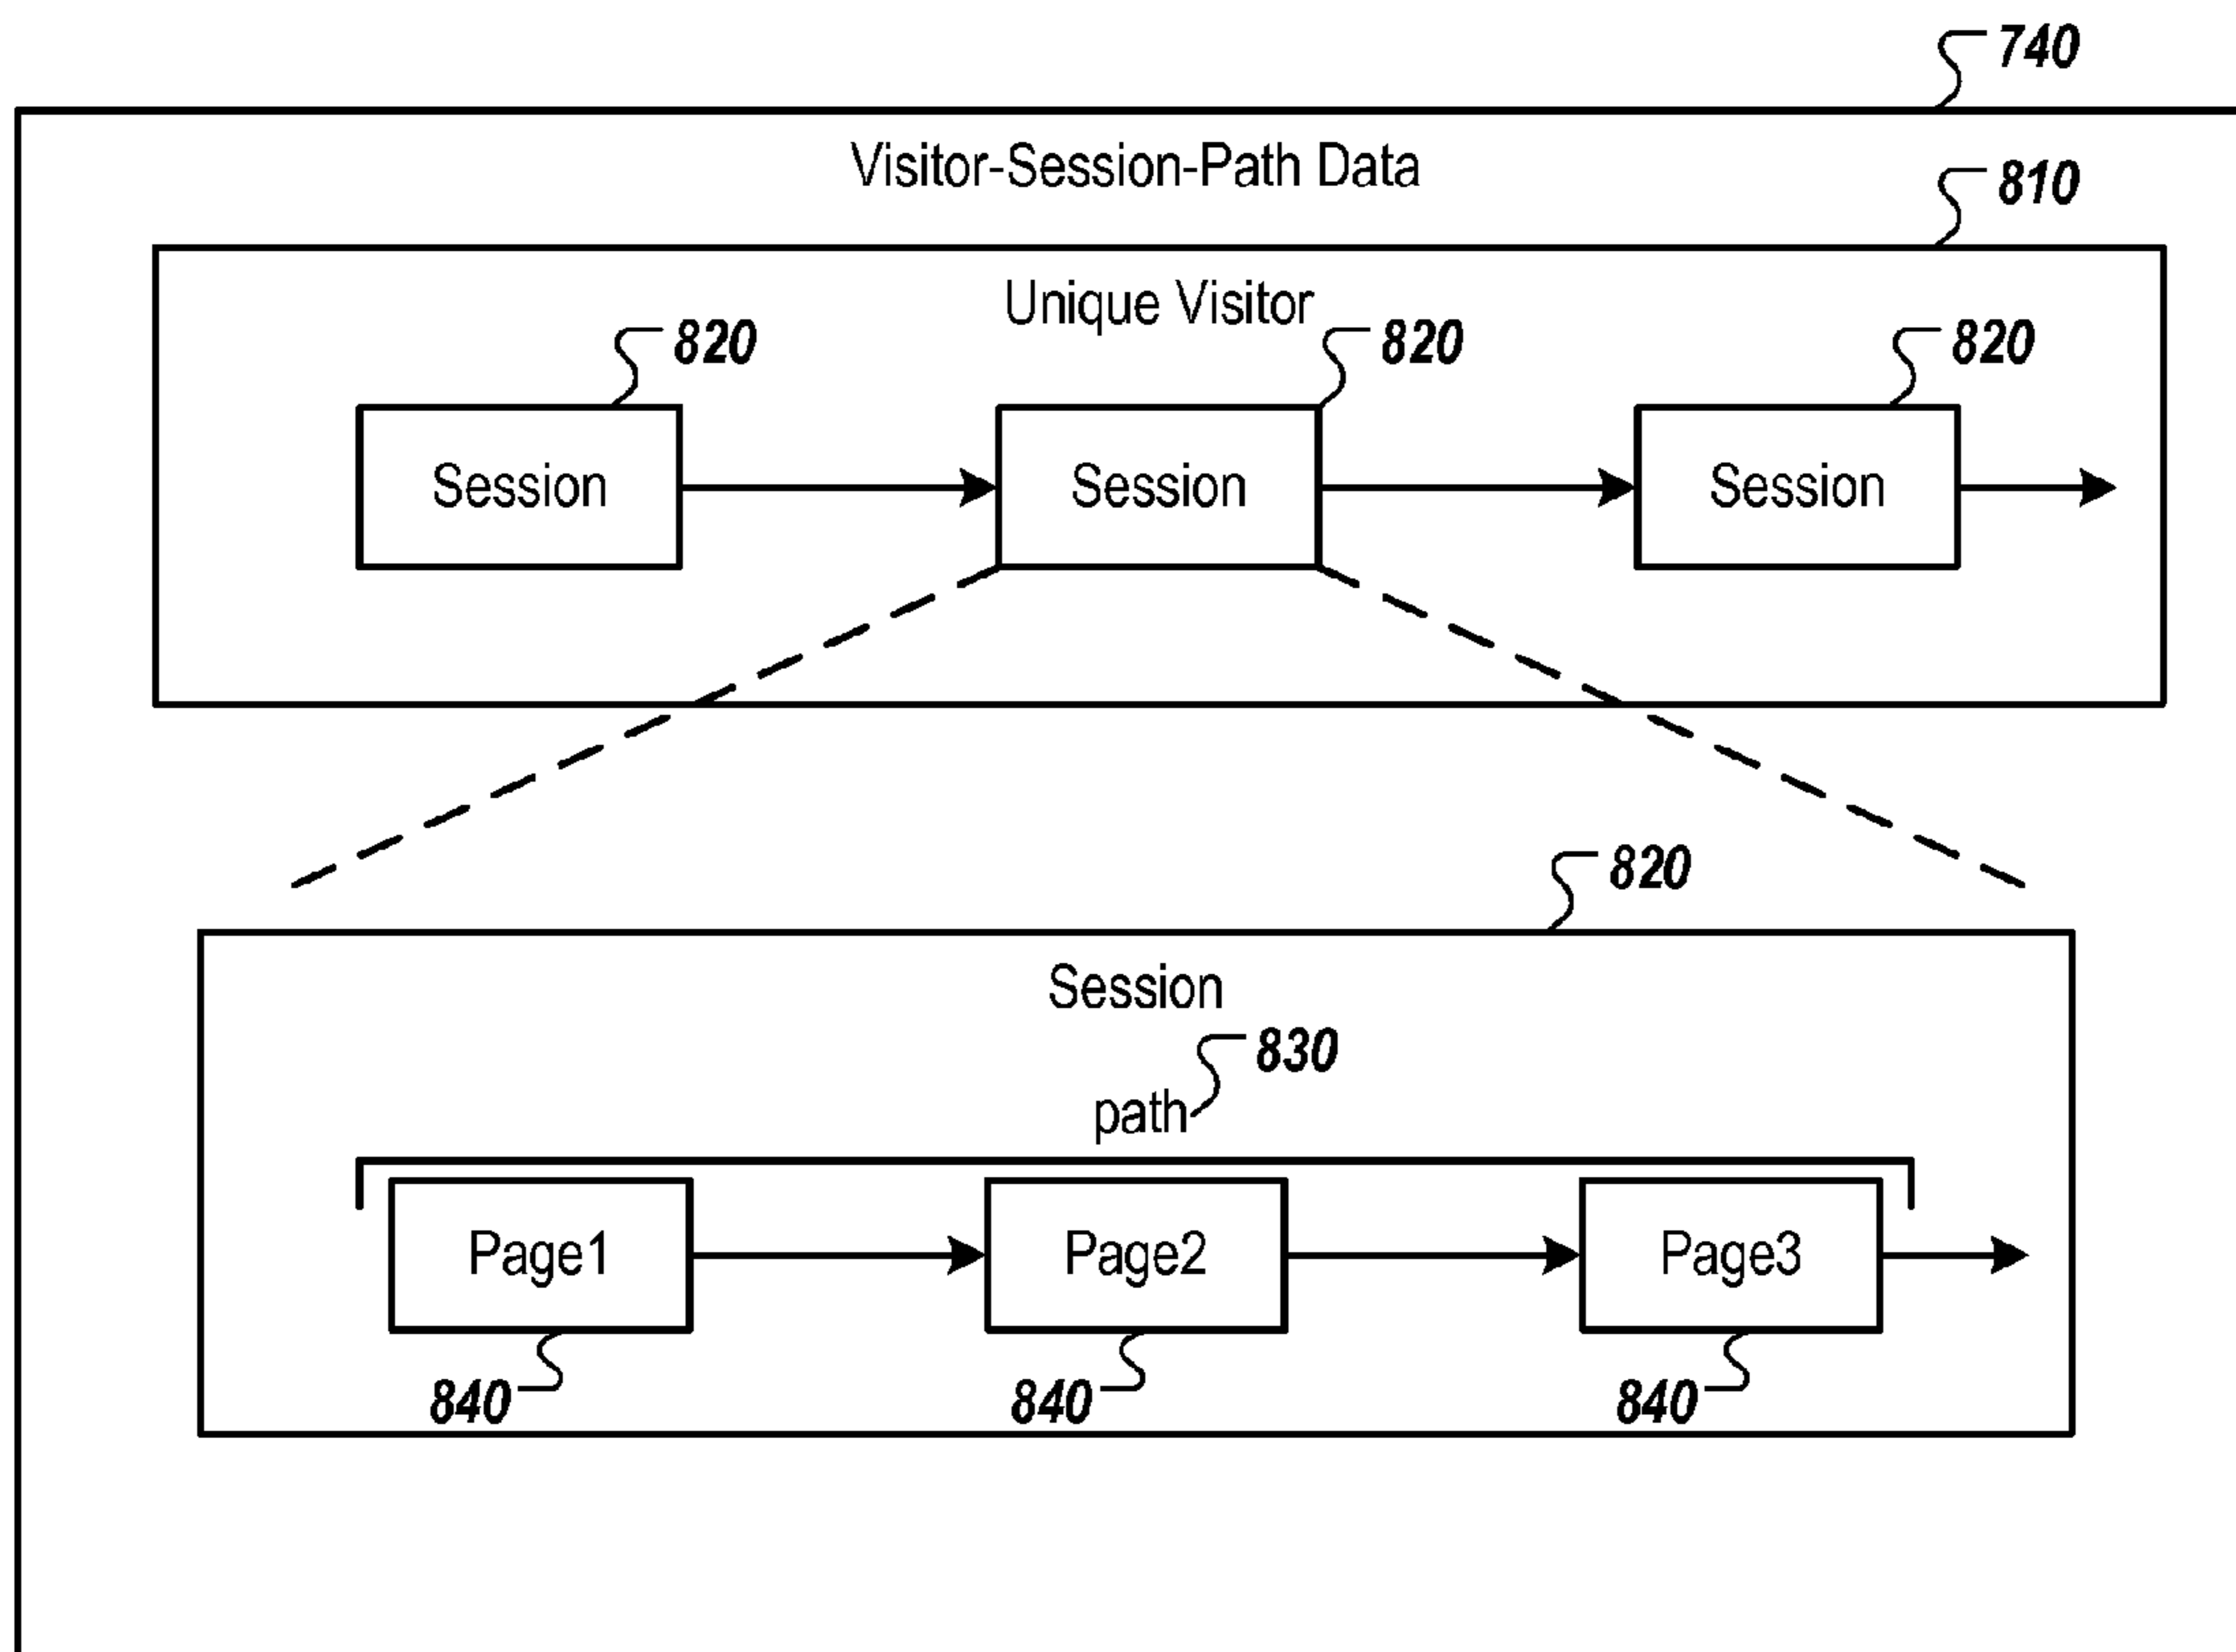 740
Visitor-Session-Path Data
810
Unique Visitor
820 820 820
Session Session Session
820
Session
830
path
Page1 Page2 Page3
840 840 840